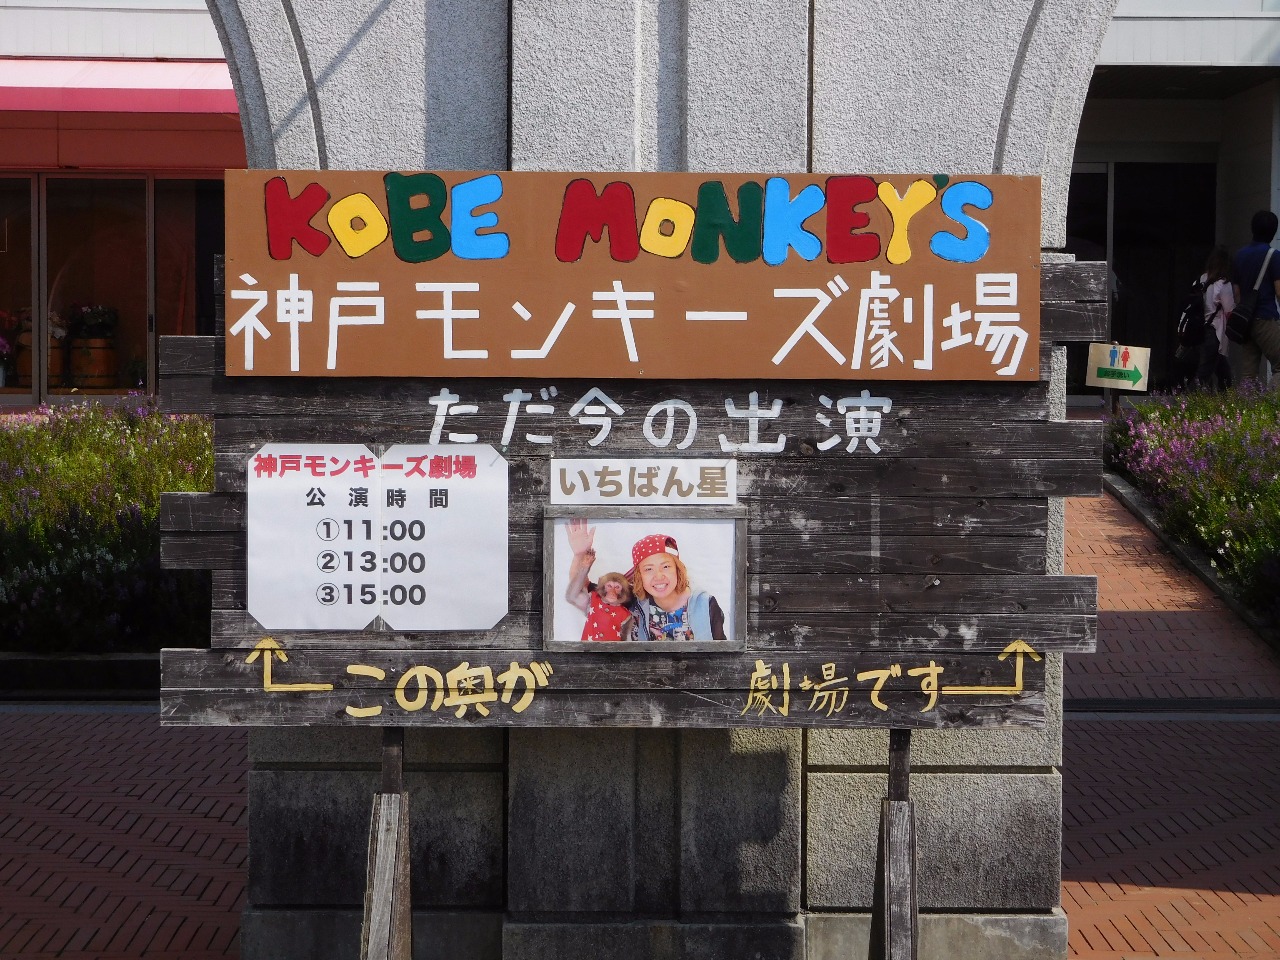 KOBE MONKEY'S
神戸モンキーズ劇場
ただ今の出演
神戸モンキーズ劇場
公演時間
①11:00
②13:00
③15:00
いちばん星
この奥が 劇場です